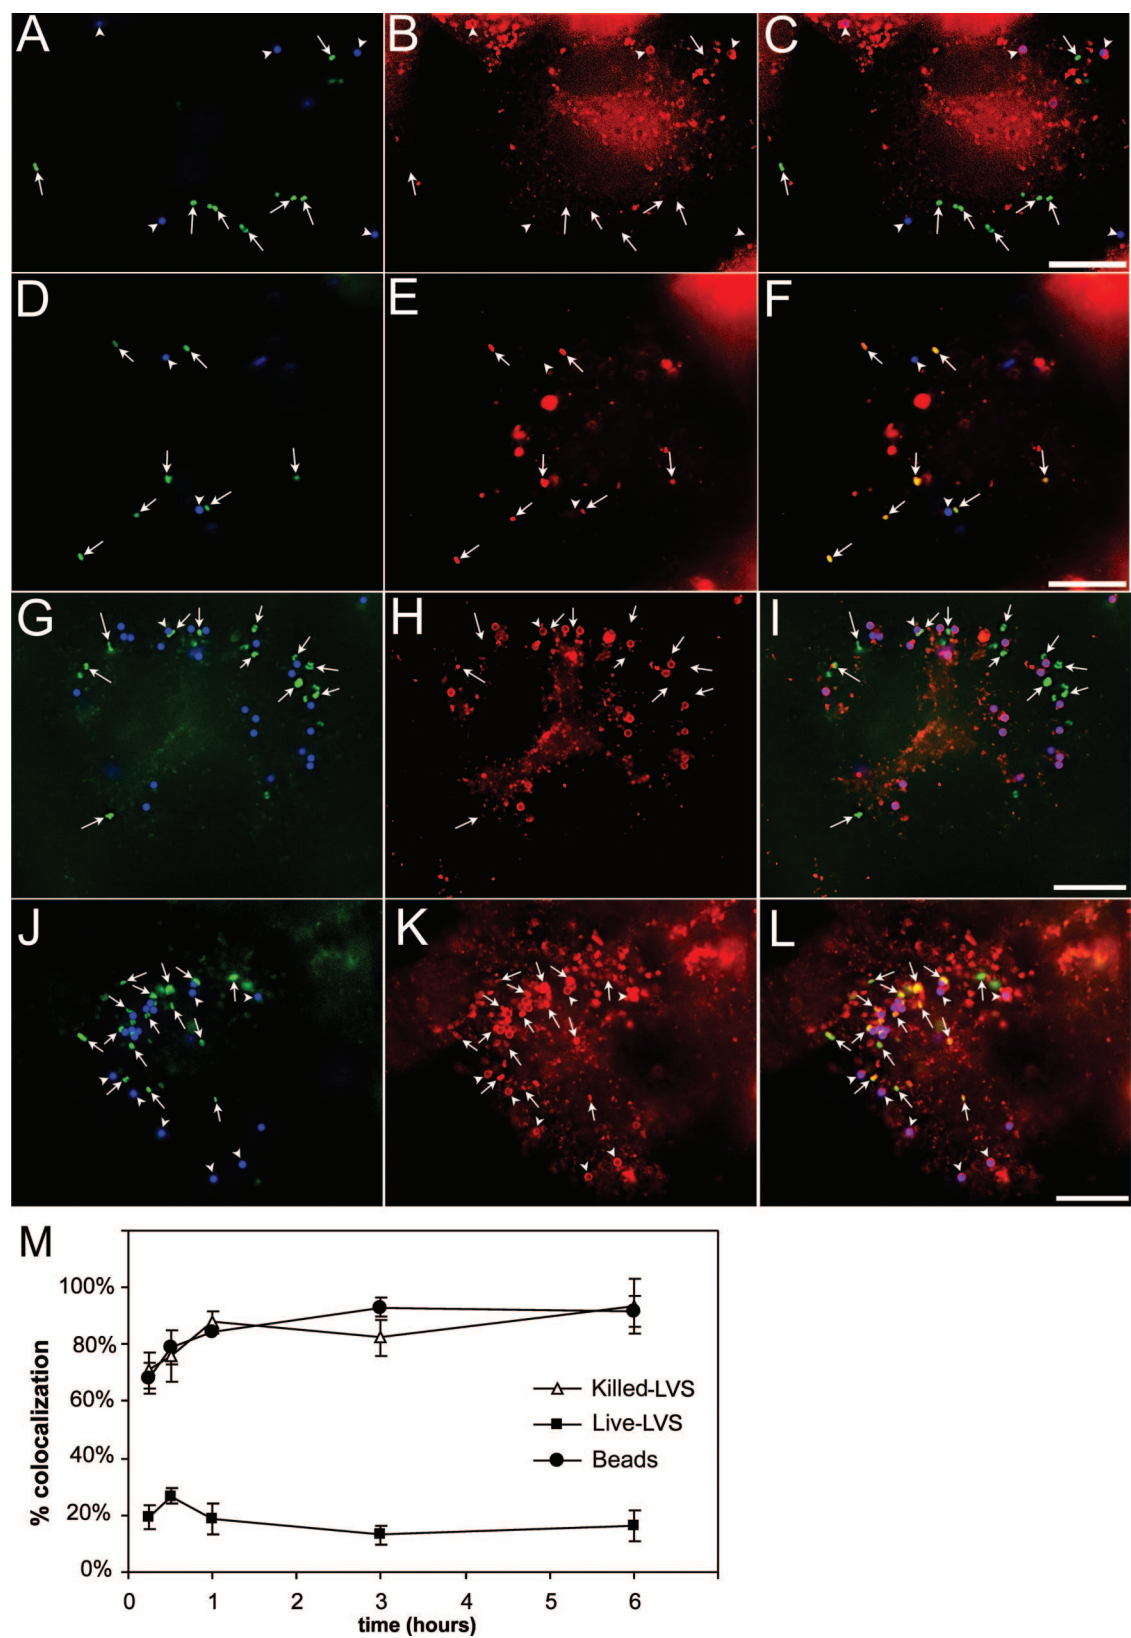 A B C
D E F
G H I
J K L
M
100%
80%
60%
40%
20%
0%
% colocalization
Killed-LVS
Live-LVS
Beads
0 1 2 3 4 5 6
time (hours)